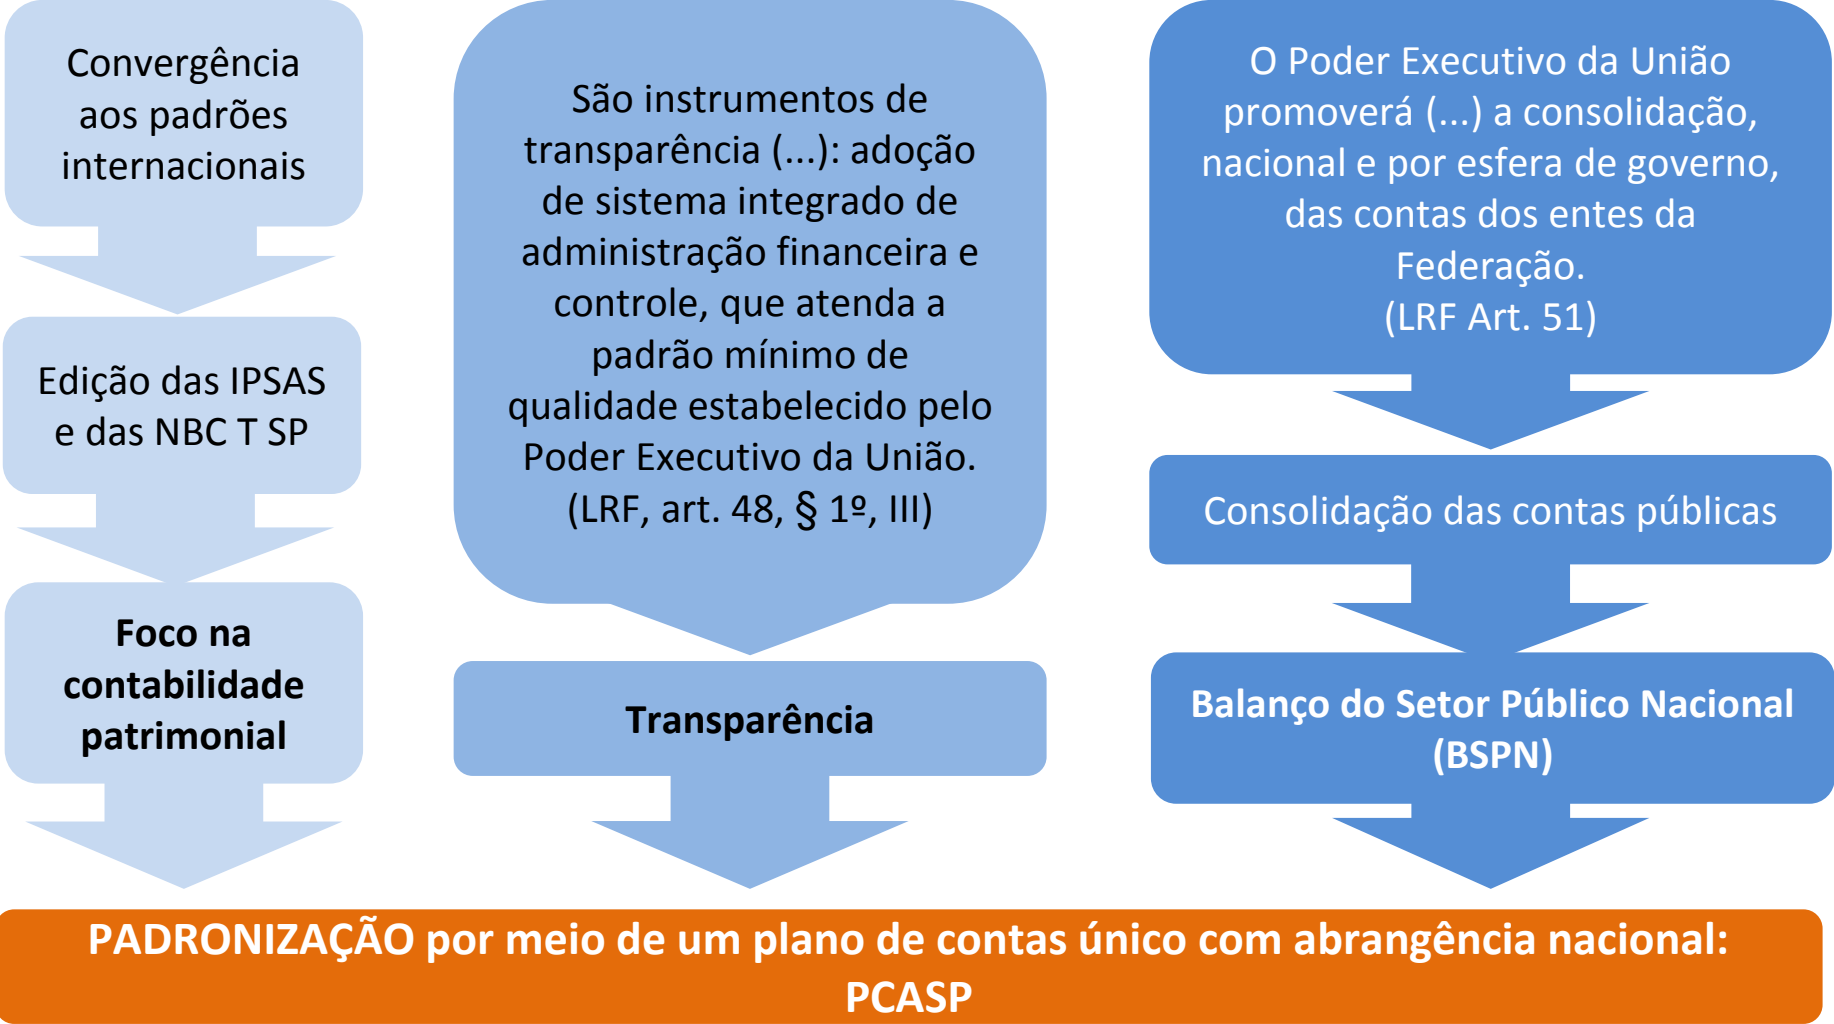 Convergência
aos padrões
internacionais
Edição das IPSAS
e das NBC T SP
Foco na
contabilidade
patrimonial
São instrumentos de
transparência (...): adoção
de sistema integrado de
administração financeira e
controle, que atenda a
padrão mínimo de
qualidade estabelecido pelo
Poder Executivo da União.
(LRF, art. 48, § 1º, III)
Transparência
O Poder Executivo da União
promoverá (...) a consolidação,
nacional e por esfera de governo,
das contas dos entes da
Federação.
(LRF Art. 51)
Consolidação das contas públicas
Balanço do Setor Público Nacional
(BSPN)
PADRONIZAÇÃO por meio de um plano de contas único com abrangência nacional:
PCASP